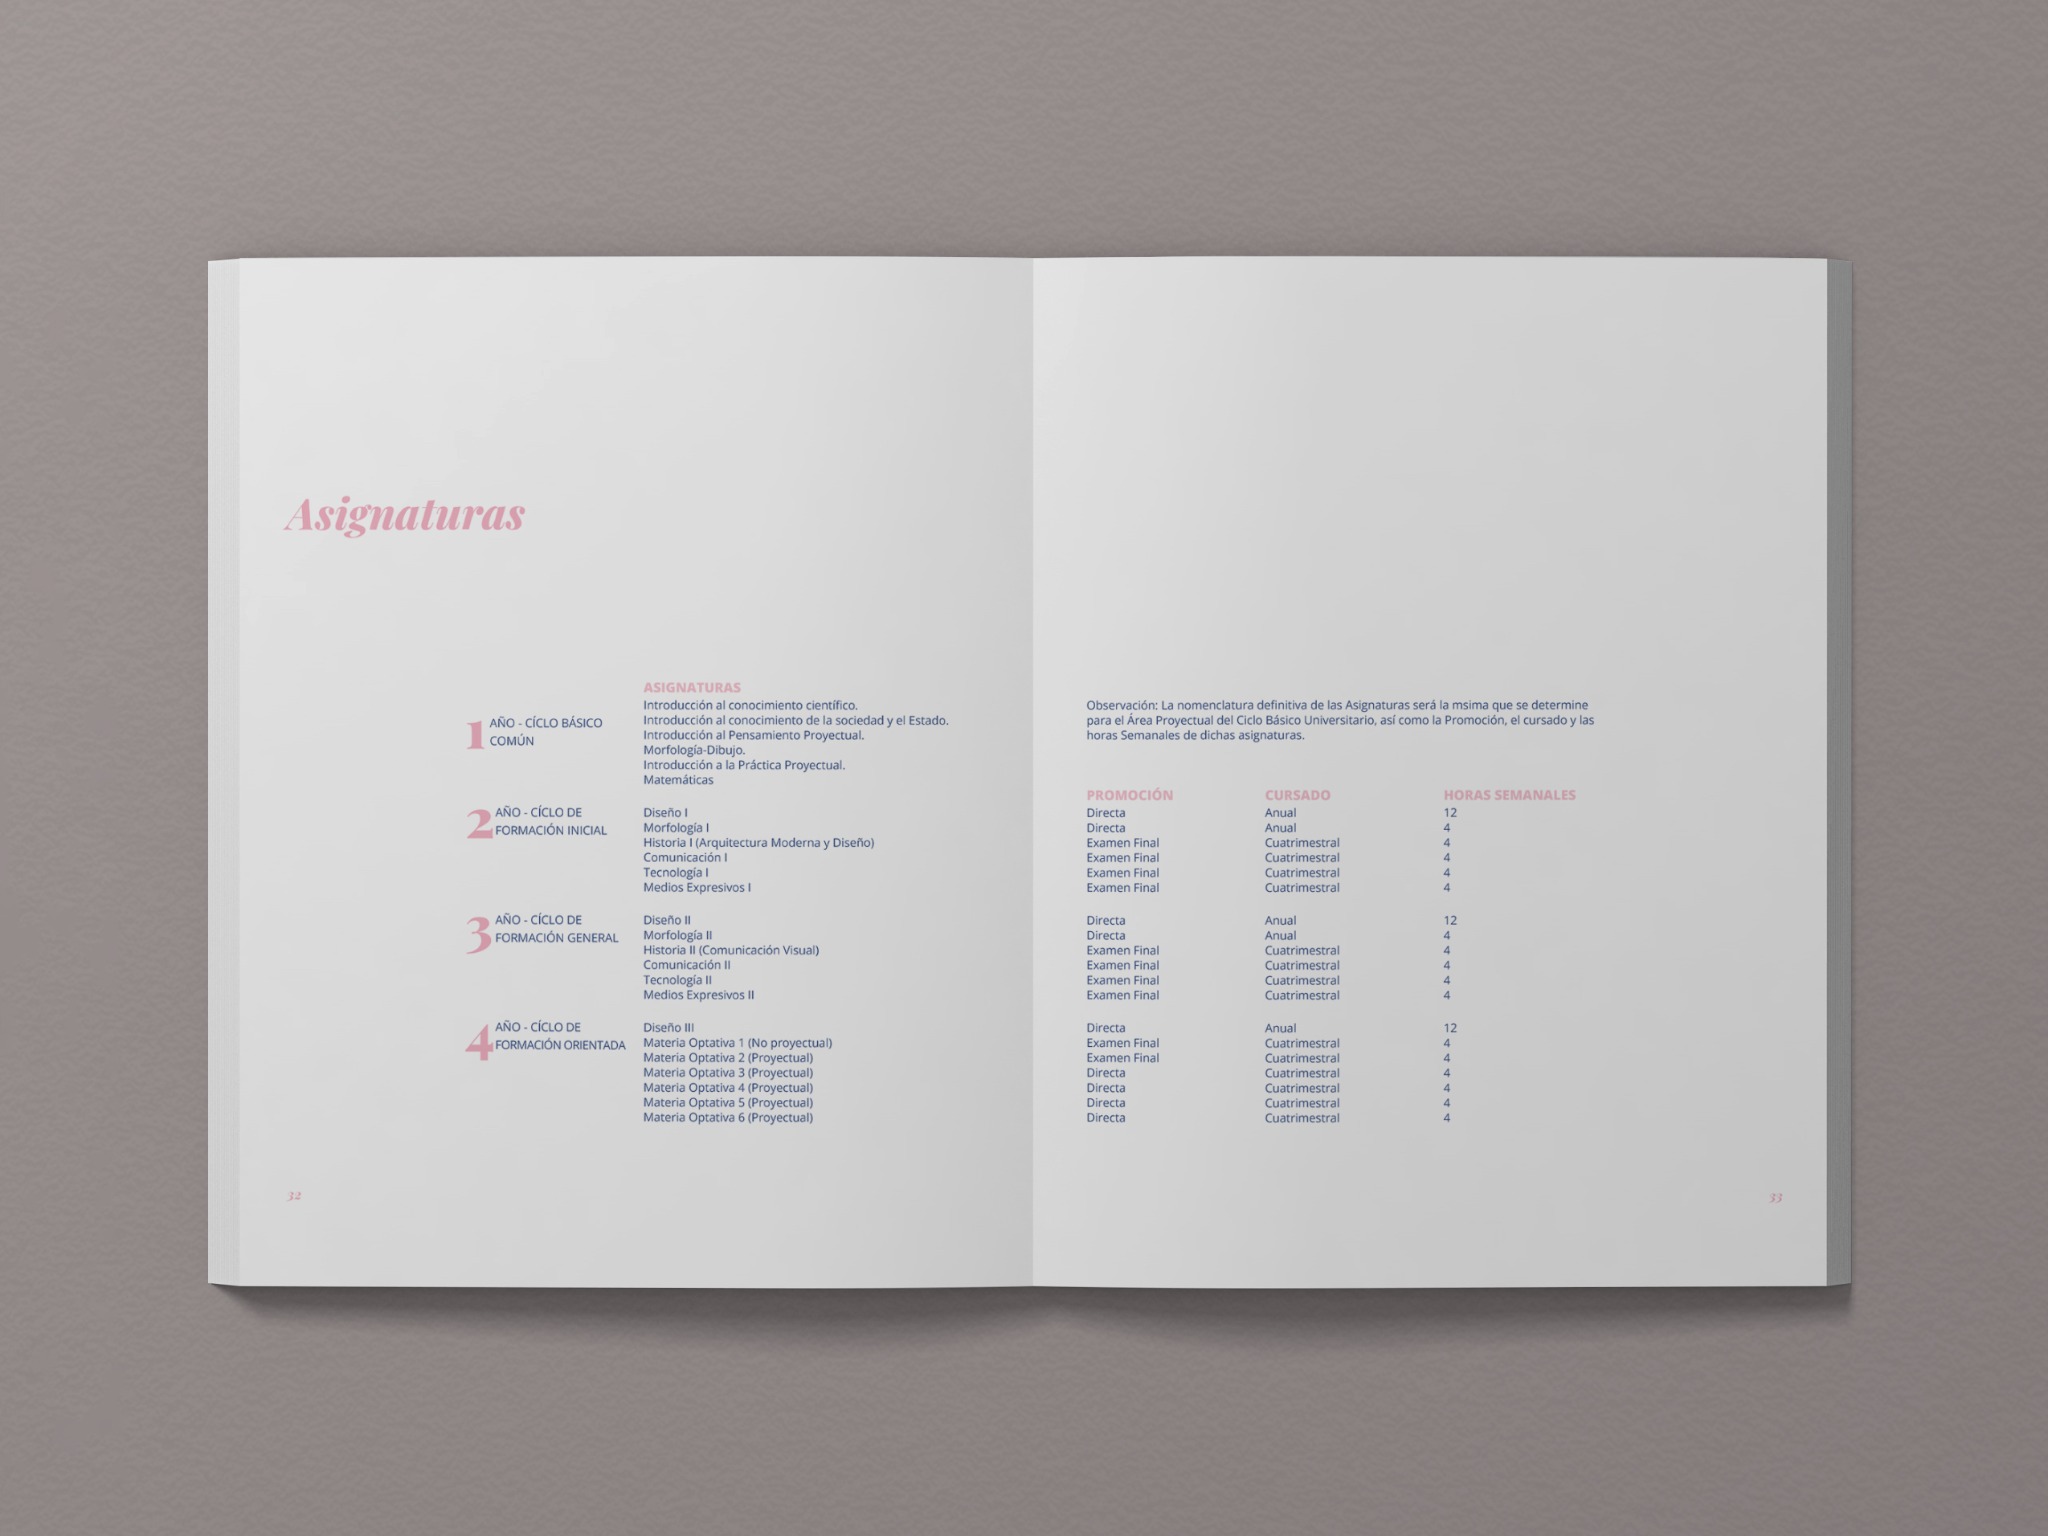 Asignaturas
ASIGNATURAS
1 AÑO - CÍCLO BÁSICO
COMÚN
Introducción al conocimiento científico.
Introducción al conocimiento de la sociedad y el Estado.
Introducción al Pensamiento Proyectual.
Morfología-Dibujo.
Introducción a la Práctica Proyectual.
Matemáticas
2 AÑO - CÍCLO DE
FORMACIÓN INICIAL
Diseño I
Morfología I
Historia I (Arquitectura Moderna y Diseño)
Comunicación I
Tecnología I
Medios Expresivos I
3 AÑO - CÍCLO DE
FORMACIÓN GENERAL
Diseño II
Morfología II
Historia II (Comunicación Visual)
Comunicación II
Tecnología II
Medios Expresivos II
4 AÑO - CÍCLO DE
FORMACIÓN ORIENTADA
Diseño III
Materia Optativa 1 (No proyectual)
Materia Optativa 2 (Proyectual)
Materia Optativa 3 (Proyectual)
Materia Optativa 4 (Proyectual)
Materia Optativa 5 (Proyectual)
Materia Optativa 6 (Proyectual)
32
Observación: La nomenclatura definitiva de las Asignaturas será la msima que se determine
para el Área Proyectual del Ciclo Básico Universitario, así como la Promoción, el cursado y las
horas Semanales de dichas asignaturas.
PROMOCIÓN CURSADO HORAS SEMANALES
Directa Anual 12
Directa Anual 4
Examen Final Cuatrimestral 4
Examen Final Cuatrimestral 4
Examen Final Cuatrimestral 4
Examen Final Cuatrimestral 4
Directa Anual 12
Directa Anual 4
Examen Final Cuatrimestral 4
Examen Final Cuatrimestral 4
Examen Final Cuatrimestral 4
Examen Final Cuatrimestral 4
Directa Anual 12
Examen Final Cuatrimestral 4
Examen Final Cuatrimestral 4
Directa Cuatrimestral 4
Directa Cuatrimestral 4
Directa Cuatrimestral 4
Directa Cuatrimestral 4
33